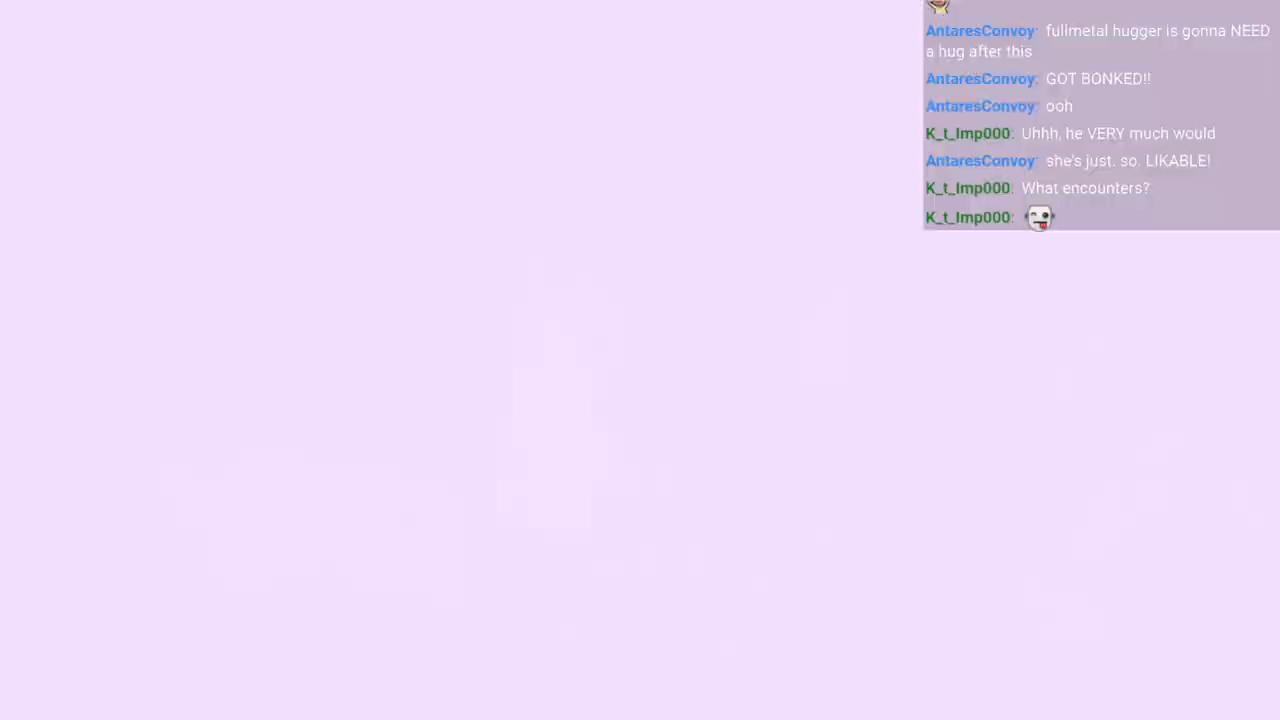 AntaresConvoy: fullmetal hugger is gonna NEED
a hug after this
AntaresConvoy: GOT BONKED!!
AntaresConvoy: ooh
K_t_Imp000: Uhhh, he VERY much would
AntaresConvoy: she's just. so. LIKABLE!
K_t_Imp000: What encounters?
K_t_Imp000: